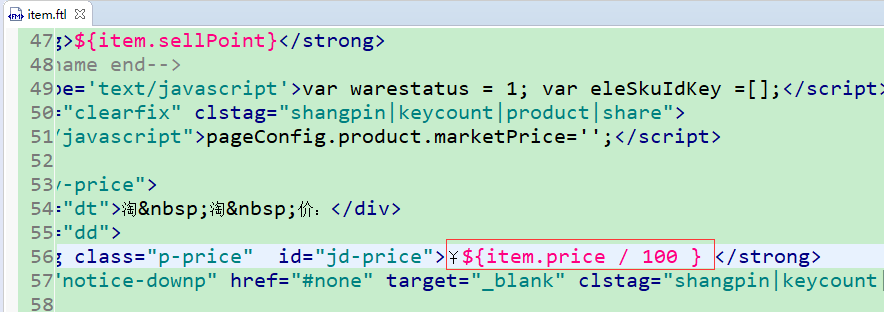 item.ftl
47 g>${item.sellPoint}</strong>
48 name end-->
49 pe='text/javascript'>var warestatus = 1; var eleSkuIdKey =[];</script>
50 ="clearfix" clstag="shangpin|keycount|product|share">
51 /javascript">pageConfig.product.marketPrice='';</script>
52
53 y-price">
54 ="dt">淘&nbsp;淘&nbsp;价：</div>
55 ="dd">
56 g class="p-price"  id="jd-price">¥${item.price / 100 } </strong>
57 "notice-downp" href="#none" target="_blank" clstag="shangpin|keycount|
58